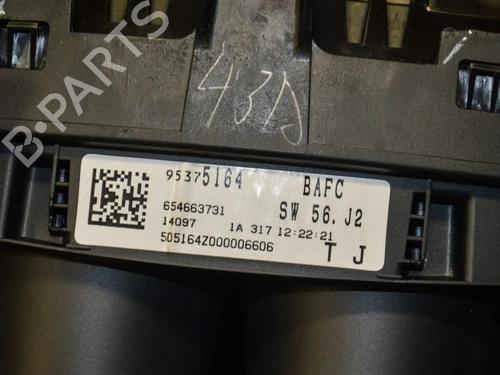 B-PARTS
43D
95375164 BAFC
654663731 SW 56. J2
14097 1A 317 12:22:21
505164Z000006606 T J